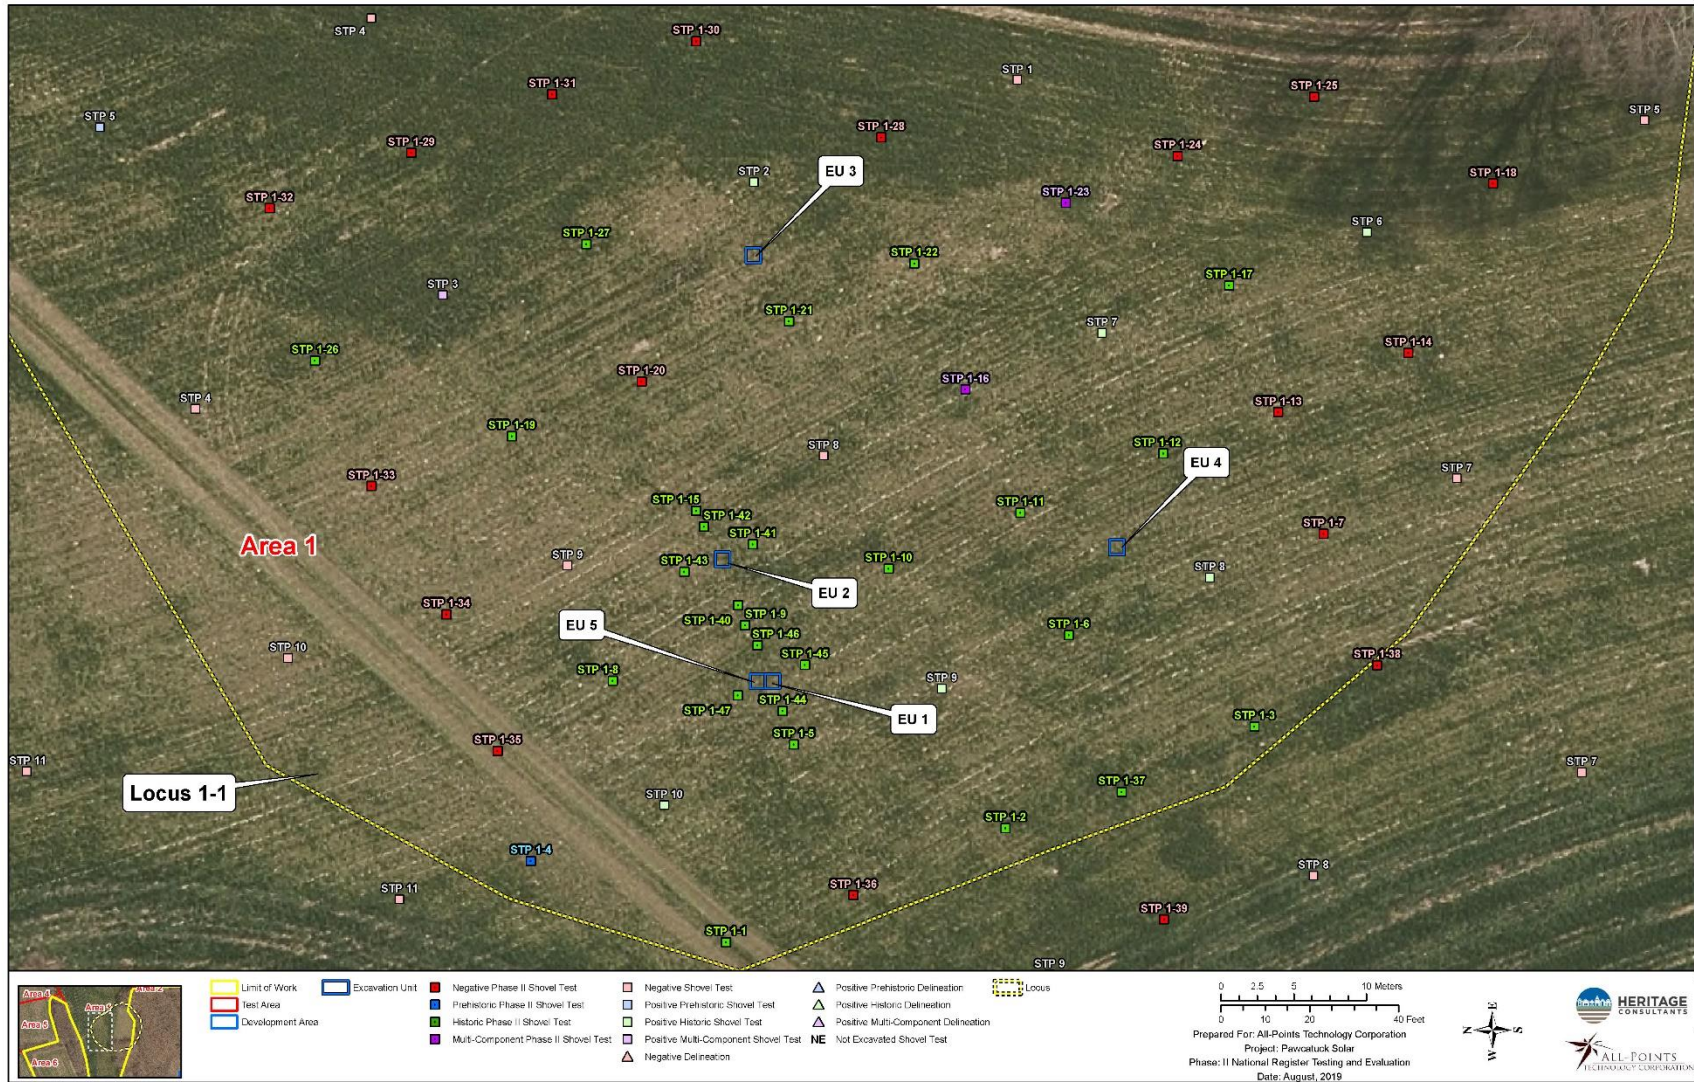 STP 4
STP 1-30
STP 1
STP 1-31
STP 1-25
STP 5
STP 5
STP 1-29
STP 1-28
STP 1-24
STP 2
EU 3
STP 1-18
STP 1-32
STP 1-23
STP 6
STP 1-27
STP 1-22
STP 1-17
STP 3
STP 1-21
STP 7
STP 1-26
STP 1-14
STP 1-20
STP 1-16
STP 4
STP 1-13
STP 1-19
STP 8
STP 1-12
EU 4
STP 7
STP 1-33
STP 1-15
STP 1-11
STP 1-42
STP 1-7
STP 1-41
Area 1
STP 9
STP 1-43
STP 1-10
STP 8
EU 2
STP 1-34
STP 1-40
STP 1-9
EU 5
STP 1-6
STP 1-46
STP 10
STP 1-45
STP 1-38
STP 1-8
STP 9
STP 1-47
STP 1-44
EU 1
STP 1-3
STP 1-5
STP 1-35
STP 11
STP 7
Locus 1-1
STP 10
STP 1-37
STP 1-2
STP 1-4
STP 8
STP 11
STP 1-36
STP 1-39
STP 1-1
STP 9
Area 4
Area 1
Area 2
Area 5
Area 6
Limit of Work
Test Area
Development Area
Excavation Unit
Negative Phase II Shovel Test
Prehistoric Phase II Shovel Test
Historic Phase II Shovel Test
Multi-Component Phase II Shovel Test
Negative Shovel Test
Positive Prehistoric Shovel Test
Positive Historic Shovel Test
Positive Multi-Component Shovel Test
Negative Delineation
Positive Prehistoric Delineation
Positive Historic Delineation
Positive Multi-Component Delineation
NE Not Excavated Shovel Test
Locus
0 2.5 5 10 Meters
0 10 20 40 Feet
Prepared For: All-Points Technology Corporation
Project: Pawcatuck Solar
Phase: II National Register Testing and Evaluation
Date: August, 2019
E
N S
W
HERITAGE
CONSULTANTS
ALL-POINTS
TECHNOLOGY CORPORATION